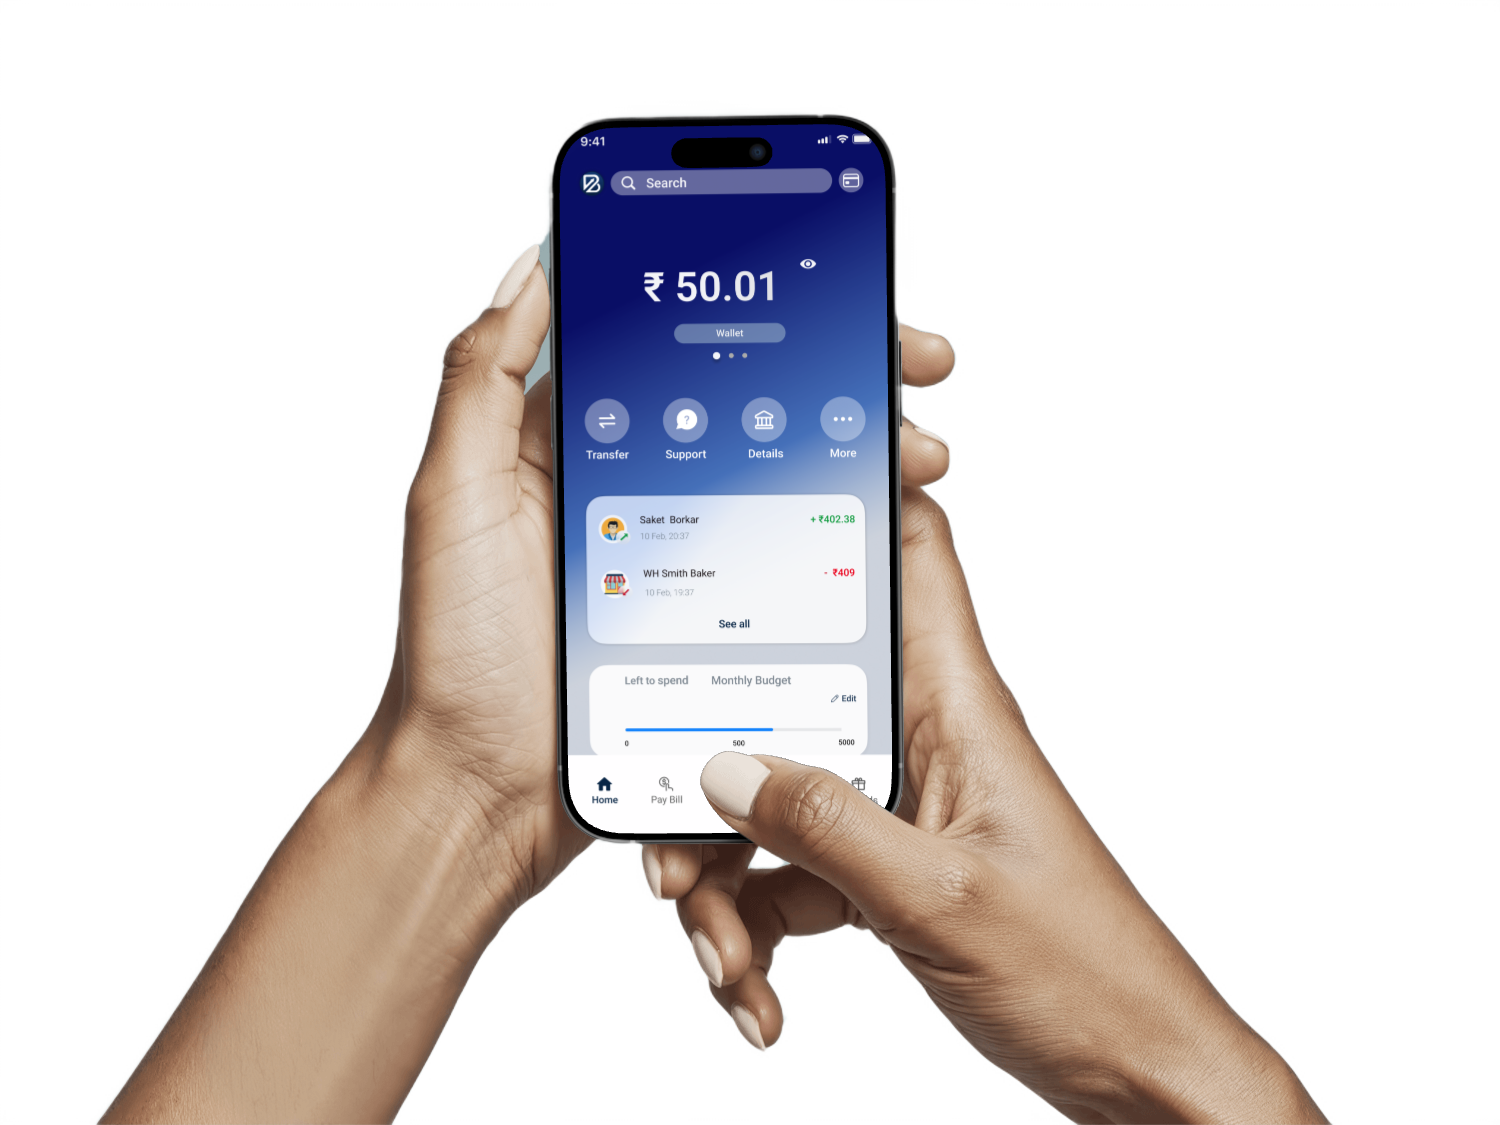 9:41
Search
₹ 50.01
Wallet
Transfer Support Details More
Saket Borkar + ₹402.38
10 Feb, 20:37
WH Smith Baker - ₹409
10 Feb, 19:37
See all
Left to spend Monthly Budget
Edit
0 500 5000
Home Pay Bill